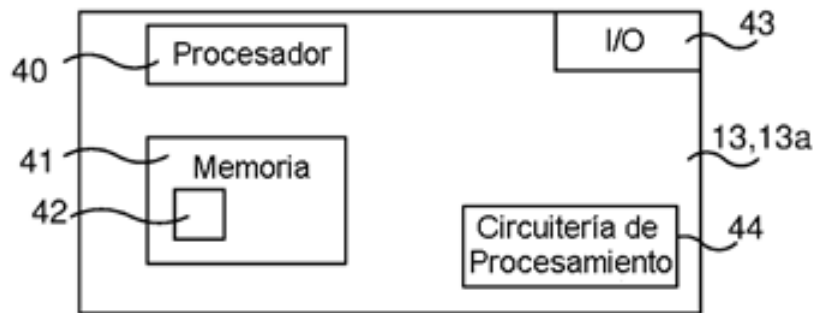 Procesador
I/O
43
40
41
Memoria
13,13a
42
Circuitería de
Procesamiento
44